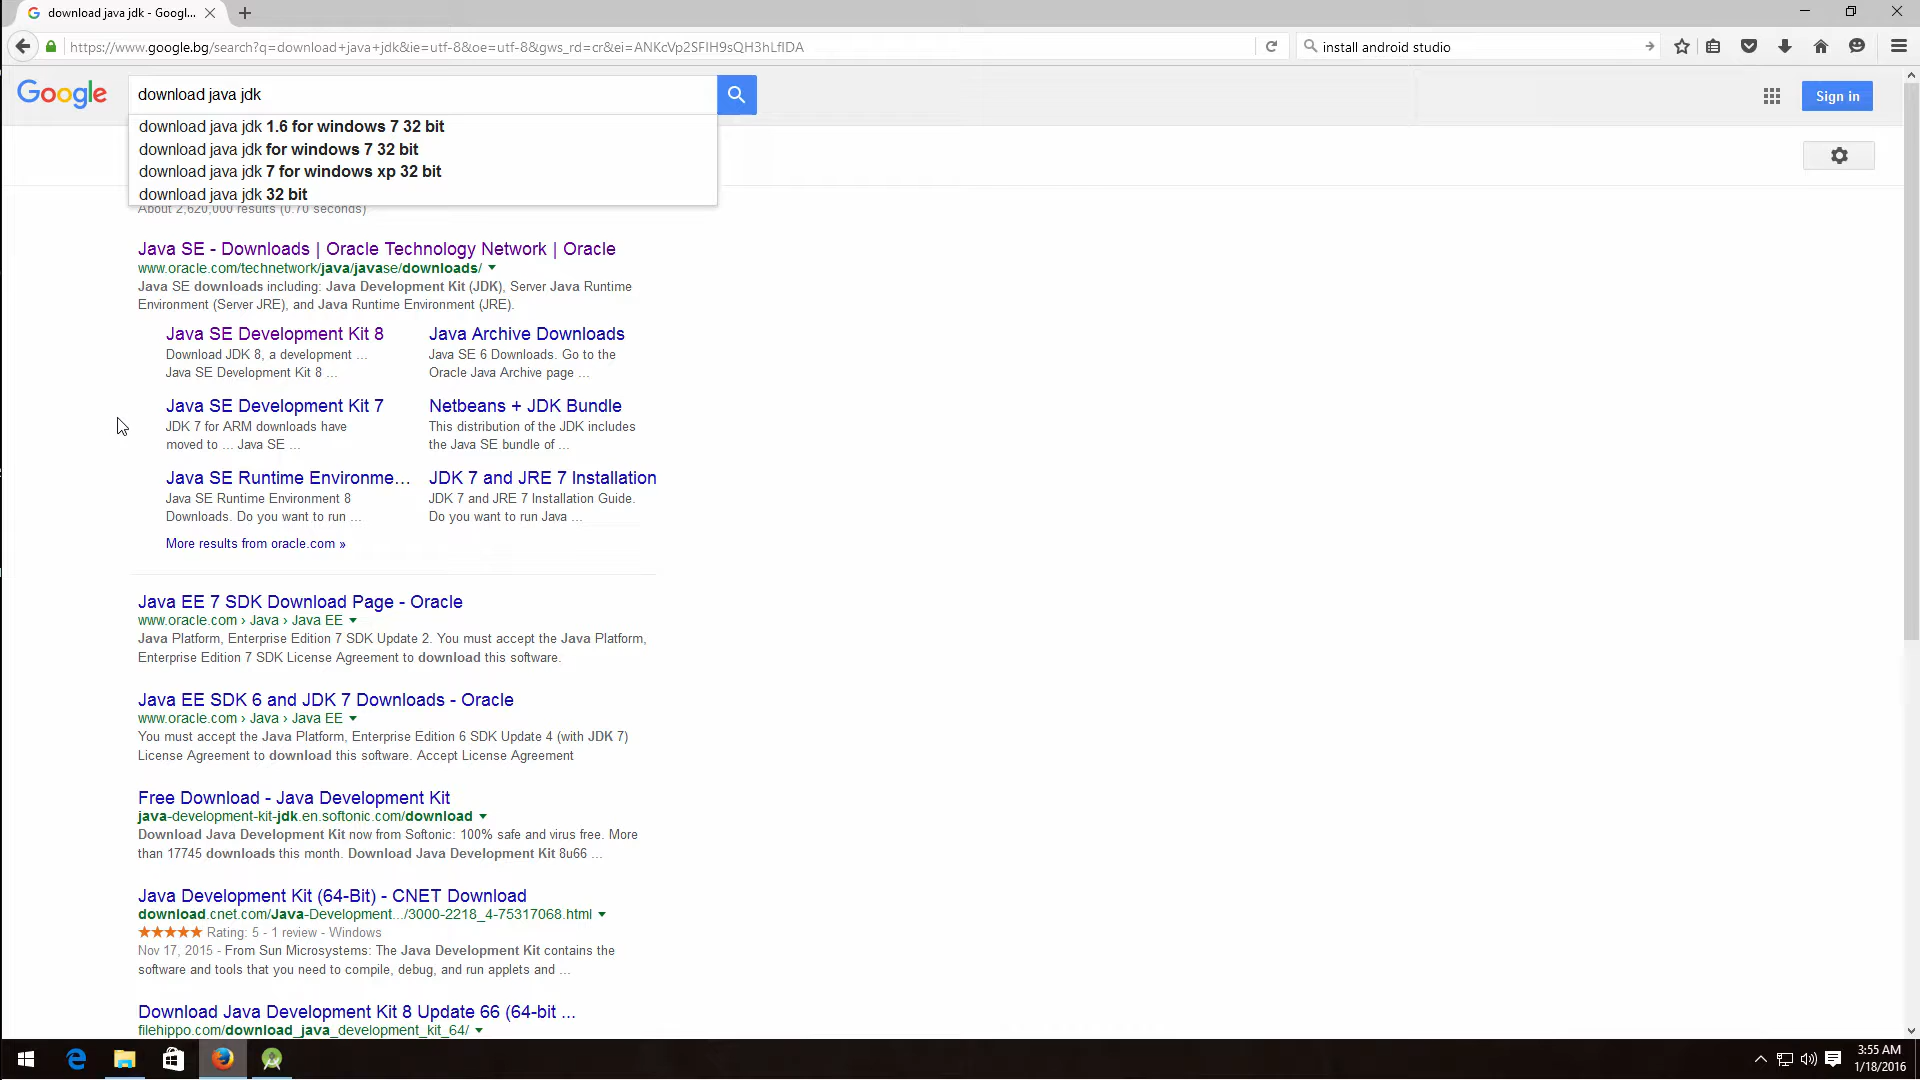 download java jdk - Googl...
https://www.google.bg/search?q=download+java+jdk&ie=utf-8&oe=utf-8&gws_rd=cr&ei=ANKcVp2SFIH9sQH3hLfIDA
install android studio
Google
download java jdk
Sign in
download java jdk 1.6 for windows 7 32 bit
download java jdk for windows 7 32 bit
download java jdk 7 for windows xp 32 bit
download java jdk 32 bit
About 2,620,000 results (0.70 seconds)
Java SE - Downloads | Oracle Technology Network | Oracle
www.oracle.com/technetwork/java/javase/downloads/
Java SE downloads including: Java Development Kit (JDK), Server Java Runtime
Environment (Server JRE), and Java Runtime Environment (JRE).
Java SE Development Kit 8
Download JDK 8, a development ...
Java SE Development Kit 8 ...
Java Archive Downloads
Java SE 6 Downloads. Go to the
Oracle Java Archive page ...
Java SE Development Kit 7
JDK 7 for ARM downloads have
moved to ... Java SE ...
Netbeans + JDK Bundle
This distribution of the JDK includes
the Java SE bundle of ...
Java SE Runtime Environme...
Java SE Runtime Environment 8
Downloads. Do you want to run ...
JDK 7 and JRE 7 Installation
JDK 7 and JRE 7 Installation Guide.
Do you want to run Java ...
More results from oracle.com »
Java EE 7 SDK Download Page - Oracle
www.oracle.com › Java › Java EE
Java Platform, Enterprise Edition 7 SDK Update 2. You must accept the Java Platform,
Enterprise Edition 7 SDK License Agreement to download this software.
Java EE SDK 6 and JDK 7 Downloads - Oracle
www.oracle.com › Java › Java EE
You must accept the Java Platform, Enterprise Edition 6 SDK Update 4 (with JDK 7)
License Agreement to download this software. Accept License Agreement
Free Download - Java Development Kit
java-development-kit-jdk.en.softonic.com/download
Download Java Development Kit now from Softonic: 100% safe and virus free. More
than 17745 downloads this month. Download Java Development Kit 8u66 ...
Java Development Kit (64-Bit) - CNET Download
download.cnet.com/Java-Development.../3000-2218_4-75317068.html
Rating: 5 - 1 review - Windows
Nov 17, 2015 - From Sun Microsystems: The Java Development Kit contains the
software and tools that you need to compile, debug, and run applets and ...
Download Java Development Kit 8 Update 66 (64-bit ...
filehippo.com/download_java_development_kit_64/
3:55 AM
1/18/2016